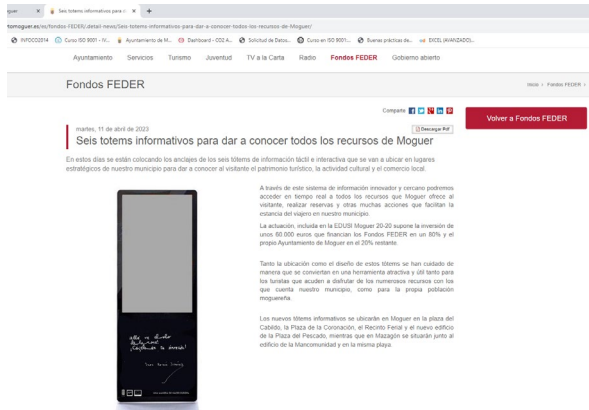 Seis totems informativos para d
tomoguer.es/es/fondos-FEDER/.detail-news/Seis-totems-informativos-para-dar-a-conocer-todos-los-recursos-de-Moguer/
INFOCD2014 Curso ISO 9001 - IV... Ayuntamiento de M... Dashboard - CO2 A... Solicitud de Datos... Curso en ISO 9001:... Buenas prácticas de... EXCEL (AVANZADO)...
Ayuntamiento Servicios Turismo Juventud TV a la Carta Radio Fondos FEDER Gobierno abierto
Fondos FEDER
Inicio > Fondos FEDER >
Comparte
Volver a Fondos FEDER
martes, 11 de abril de 2023
Descargar Pdf
Seis totems informativos para dar a conocer todos los recursos de Moguer
En estos días se están colocando los anclajes de los seis tótems de información táctil e interactiva que se van a ubicar en lugares
estratégicos de nuestro municipio para dar a conocer al visitante el patrimonio turístico, la actividad cultural y el comercio local.
A través de este sistema de información innovador y cercano podremos
acceder en tiempo real a todos los recursos que Moguer ofrece al
visitante, realizar reservas y otras muchas acciones que facilitan la
estancia del viajero en nuestro municipio.
La actuación, incluida en la EDUSI Moguer 20-20 supone la inversión de
unos 60.000 euros que financian los Fondos FEDER en un 80% y el
propio Ayuntamiento de Moguer en el 20% restante.
Tanto la ubicación como el diseño de estos tótems se han cuidado de
manera que se conviertan en una herramienta atractiva y útil tanto para
los turistas que acuden a disfrutar de los numerosos recursos con los
que cuenta nuestro municipio, como para la propia población
moguereña.
Los nuevos tótems informativos se ubicarán en Moguer en la plaza del
Cabildo, la Plaza de la Coronación, el Recinto Ferial y el nuevo edificio
de la Plaza del Pescado, mientras que en Mazagón se situarán junto al
edificio de la Mancomunidad y en la misma playa.